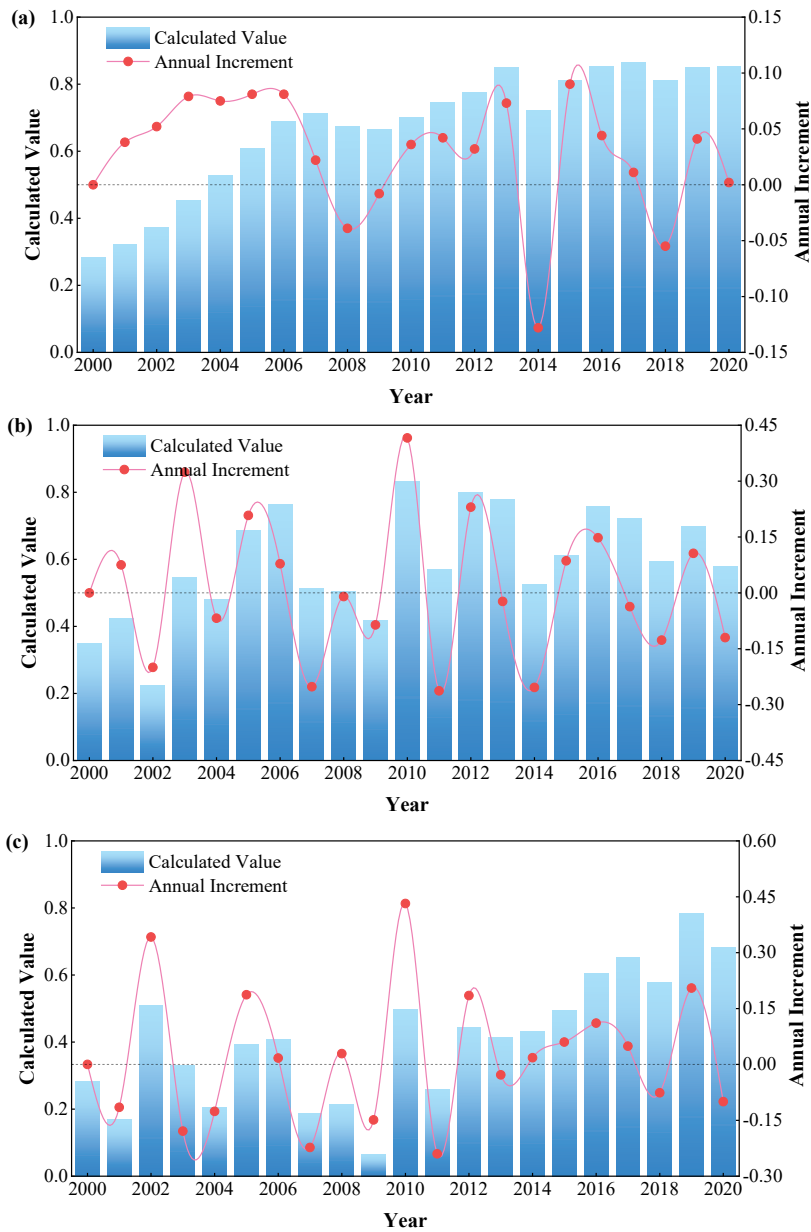 (a)
Calculated Value
Annual Increment
1.0
0.8
0.6
0.4
0.2
0.0
Calculated Value
0.15
0.10
0.05
0.00
-0.05
-0.10
-0.15
Annual Increment
2000 2002 2004 2006 2008 2010 2012 2014 2016 2018 2020
Year
(b)
Calculated Value
Annual Increment
1.0
0.8
0.6
0.4
0.2
0.0
Calculated Value
0.45
0.30
0.15
0.00
-0.15
-0.30
-0.45
Annual Increment
2000 2002 2004 2006 2008 2010 2012 2014 2016 2018 2020
Year
(c)
Calculated Value
Annual Increment
1.0
0.8
0.6
0.4
0.2
0.0
Calculated Value
0.60
0.45
0.30
0.15
0.00
-0.15
-0.30
Annual Increment
2000 2002 2004 2006 2008 2010 2012 2014 2016 2018 2020
Year